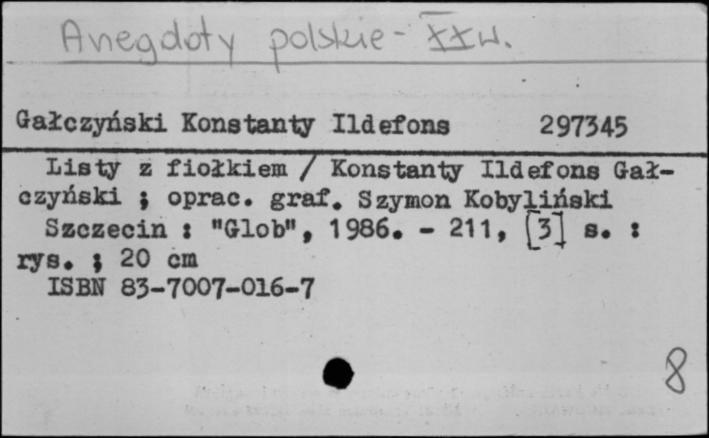 Anegdoty polskie - XX w.
Gałczyński Konstanty Ildefons 297345
Listy z fiołkiem / Konstanty Ildefons Gał-
czyński ; oprac. graf. Szymon Kobyliński
Szczecin : "Glob", 1986. - 211, [3] s. :
rys. ; 20 cm
ISBN 83-7007-016-7
8